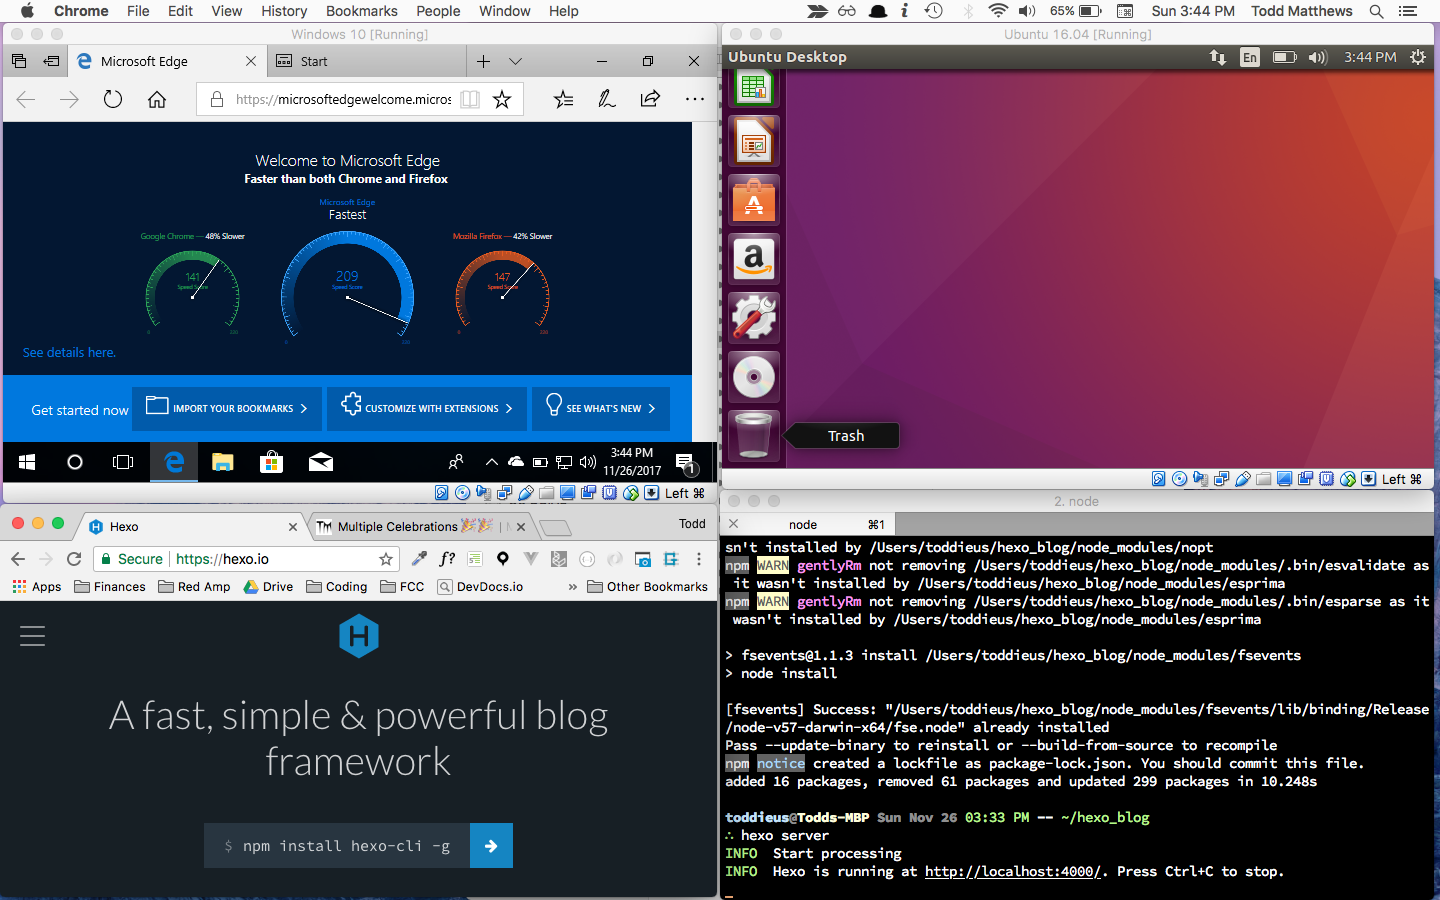 Chrome File Edit View History Bookmarks People Window Help 65% Sun 3:44 PM Todd Matthews
Windows 10 [Running]
Microsoft Edge
Start
https://microsoftedgewelcome.micros
Welcome to Microsoft Edge
Faster than both Chrome and Firefox
Microsoft Edge
Fastest
Google Chrome — 48% Slower
Mozilla Firefox — 42% Slower
141
Speed Score
209
Speed Score
147
Speed Score
See details here.
Get started now
IMPORT YOUR BOOKMARKS
CUSTOMIZE WITH EXTENSIONS
SEE WHAT'S NEW
3:44 PM
11/26/2017
1
Left ⌘
Ubuntu 16.04 [Running]
Ubuntu Desktop
En
3:44 PM
Trash
Left ⌘
Hexo
Multiple Celebrations 🎉🎉 |
Todd
Secure | https://hexo.io
f?
Apps Finances Red Amp Drive Coding FCC DevDocs.io » Other Bookmarks
A fast, simple & powerful blog
framework
$ npm install hexo-cli -g
2. node
node ⌘1
sn't installed by /Users/toddieus/hexo_blog/node_modules/nopt
npm WARN gentlyRm not removing /Users/toddieus/hexo_blog/node_modules/.bin/esvalidate as
it wasn't installed by /Users/toddieus/hexo_blog/node_modules/esprima
npm WARN gentlyRm not removing /Users/toddieus/hexo_blog/node_modules/.bin/esparse as it
wasn't installed by /Users/toddieus/hexo_blog/node_modules/esprima
> fsevents@1.1.3 install /Users/toddieus/hexo_blog/node_modules/fsevents
> node install
[fsevents] Success: "/Users/toddieus/hexo_blog/node_modules/fsevents/lib/binding/Release
/node-v57-darwin-x64/fse.node" already installed
Pass --update-binary to reinstall or --build-from-source to recompile
npm notice created a lockfile as package-lock.json. You should commit this file.
added 16 packages, removed 61 packages and updated 299 packages in 10.248s
toddieus@Todds-MBP Sun Nov 26 03:33 PM -- ~/hexo_blog
∴ hexo server
INFO Start processing
INFO Hexo is running at http://localhost:4000/. Press Ctrl+C to stop.